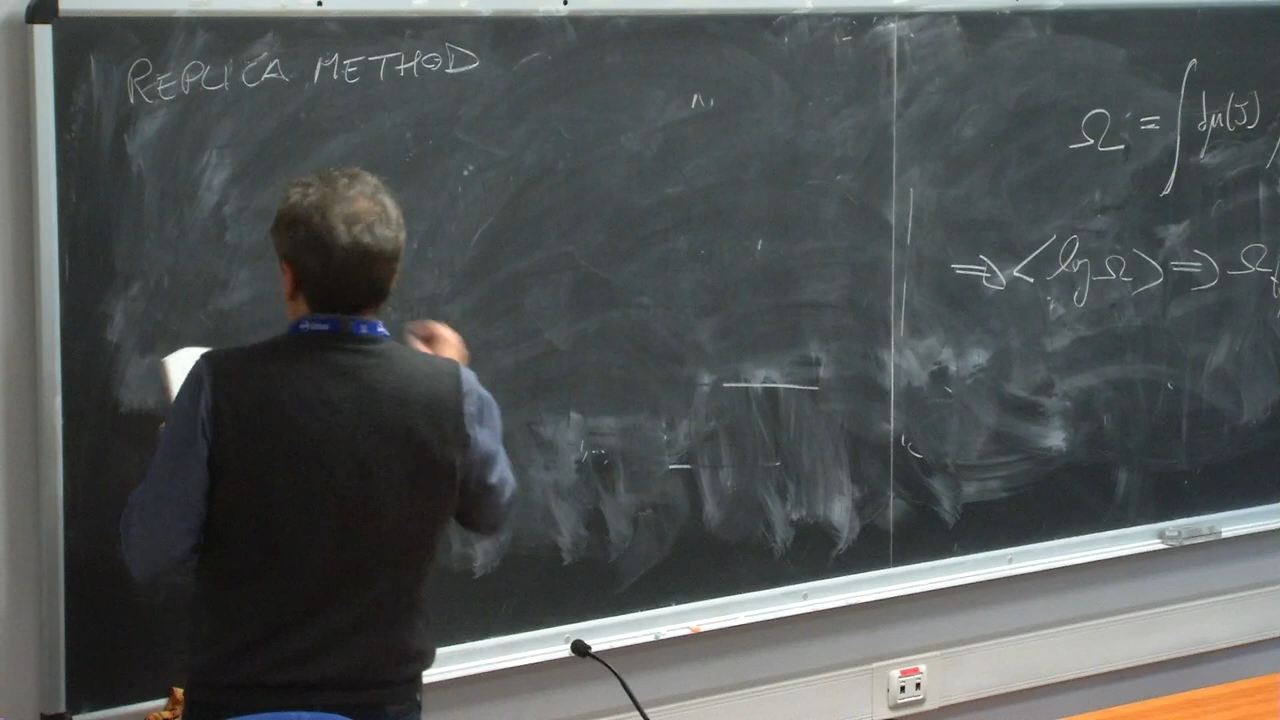 REPLICA METHOD
Ω = ∫ dμ(J)
⇒ < log Ω > ⇒ Ω